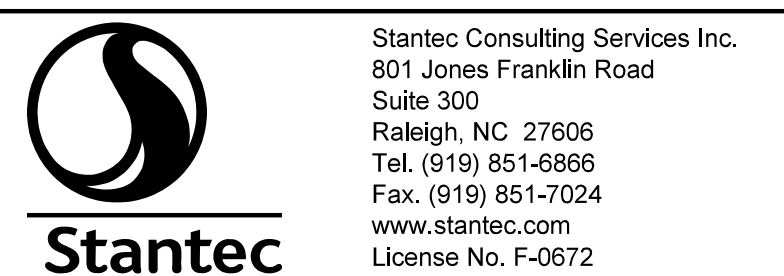 Stantec
Stantec Consulting Services Inc.
801 Jones Franklin Road
Suite 300
Raleigh, NC  27606
Tel. (919) 851-6866
Fax. (919) 851-7024
www.stantec.com
License No. F-0672